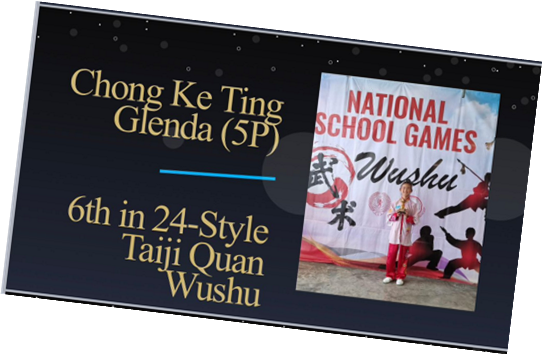 Chong Ke Ting
Glenda (5P)
6th in 24-Style
Taiji Quan
Wushu
NATIONAL
SCHOOL GAMES
Wushu
武
术